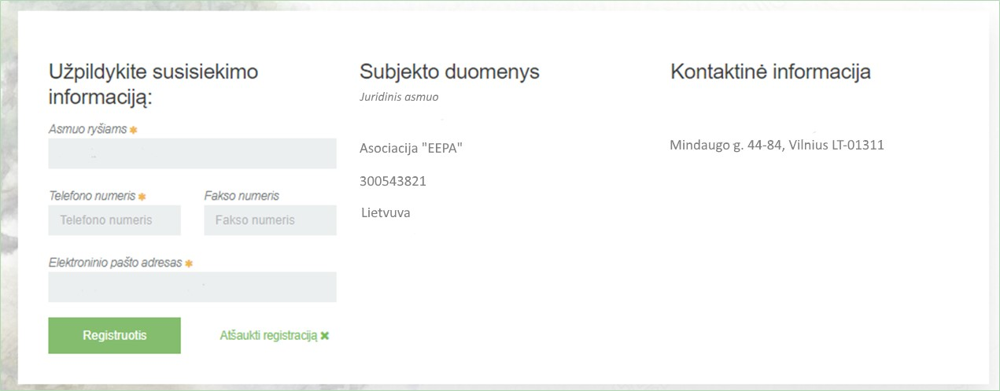 Užpildykite susisiekimo
informaciją:
Asmuo ryšiams ✱
Telefono numeris ✱
Fakso numeris
Telefono numeris
Fakso numeris
Elektroninio pašto adresas ✱
Registruotis
Atšaukti registraciją ✖
Subjekto duomenys
Juridinis asmuo
Asociacija "EEPA"
300543821
Lietvuva
Kontaktinė informacija
Mindaugo g. 44-84, Vilnius LT-01311